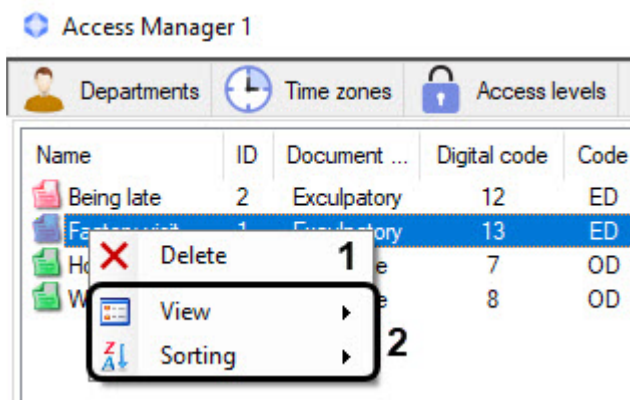 Access Manager 1
Departments Time zones Access levels
Name ID Document ... Digital code Code
Being late 2 Exculpatory 12 ED
13 ED
Delete 1
7 OD
View 8 OD
Sorting 2